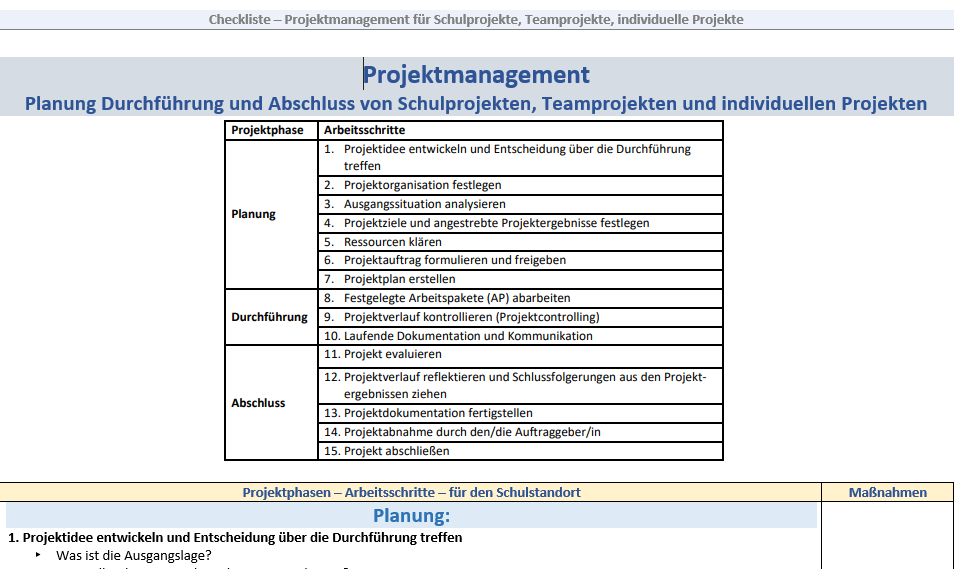 Checkliste – Projektmanagement für Schulprojekte, Teamprojekte, individuelle Projekte
Projektmanagement
Planung Durchführung und Abschluss von Schulprojekten, Teamprojekten und individuellen Projekten
Projektphase Arbeitsschritte
Planung
1. Projektidee entwickeln und Entscheidung über die Durchführung
treffen
2. Projektorganisation festlegen
3. Ausgangssituation analysieren
4. Projektziele und angestrebte Projektergebnisse festlegen
5. Ressourcen klären
6. Projektauftrag formulieren und freigeben
7. Projektplan erstellen
Durchführung
8. Festgelegte Arbeitspakete (AP) abarbeiten
9. Projektverlauf kontrollieren (Projektcontrolling)
10. Laufende Dokumentation und Kommunikation
Abschluss
11. Projekt evaluieren
12. Projektverlauf reflektieren und Schlussfolgerungen aus den Projekt-
ergebnissen ziehen
13. Projektdokumentation fertigstellen
14. Projektabnahme durch den/die Auftraggeber/in
15. Projekt abschließen
Projektphasen – Arbeitsschritte – für den Schulstandort Maßnahmen
Planung:
1. Projektidee entwickeln und Entscheidung über die Durchführung treffen
‣ Was ist die Ausgangslage?